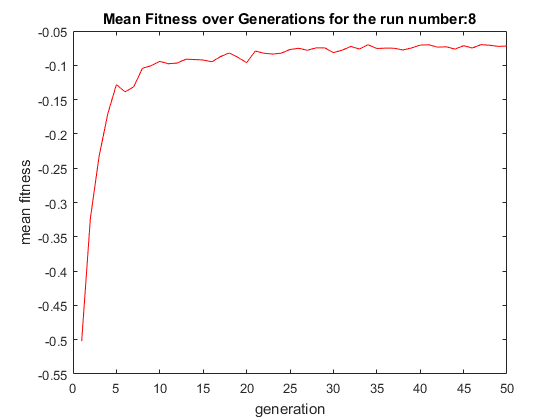 Mean Fitness over Generations for the run number:8
-0.05
-0.1
-0.15
-0.2
-0.25
-0.3
-0.35
-0.4
-0.45
-0.5
-0.55
mean fitness
0 5 10 15 20 25 30 35 40 45 50
generation